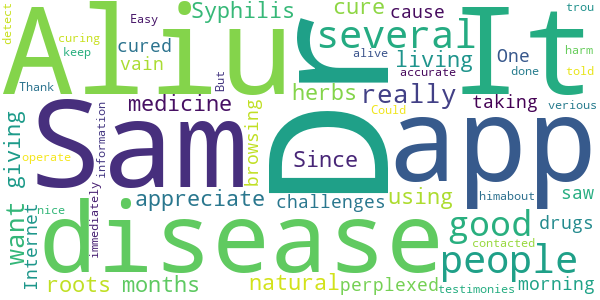 Aliu
Dr
It
Sam
app
disease
Syphilis
cure
cause
several
living
trou
detect
curing
Easy
keep
cured
vain
Thank
But
alive
accurate
One
done
harm
told
medicine
herbs
really
taking
Could
verious
operate
information
browsing
Since
giving
immediately
appreciate
challenges
using
himabout
saw
want
Internet
nice
good
drugs
people
contacted
roots
months
natural
perplexed
testimonies
morning